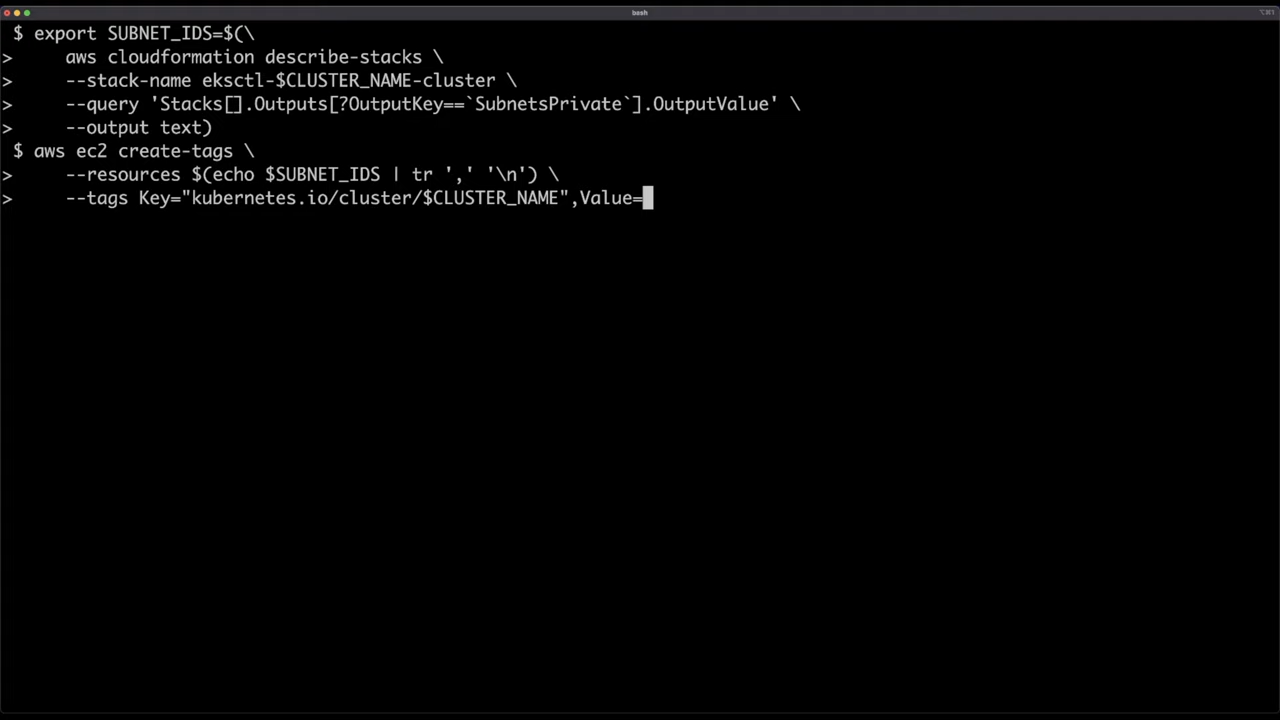 bash
⌥⌘1
$ export SUBNET_IDS=$(\
>     aws cloudformation describe-stacks \
>     --stack-name eksctl-$CLUSTER_NAME-cluster \
>     --query 'Stacks[].Outputs[?OutputKey==`SubnetsPrivate`].OutputValue' \
>     --output text)
$ aws ec2 create-tags \
>     --resources $(echo $SUBNET_IDS | tr ',' '\n') \
>     --tags Key="kubernetes.io/cluster/$CLUSTER_NAME",Value=